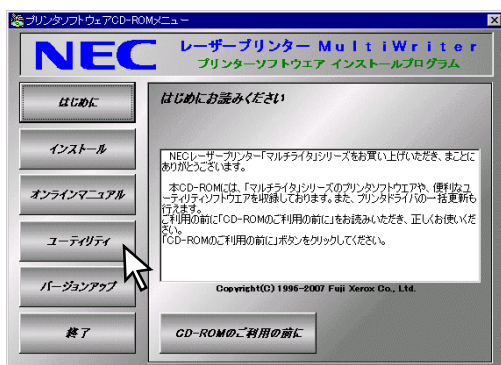 プリンタソフトウェアCD-ROMメニュー
NEC
レーザープリンター MultiWriter
プリンターソフトウエア インストールプログラム
はじめに
インストール
オンラインマニュアル
ユーティリティ
バージョンアップ
終了
はじめにお読みください
NECレーザープリンター「マルチライタ」シリーズをお買い上げいただき、まことに
ありがとうございます。
本CD-ROMには、「マルチライタ」シリーズのプリンタソフトウエアや、便利なユ
ーティリティソフトウエアを収録しております。また、プリンタドライバの一括更新も
行えます。
ご利用の前に「CD-ROMのご利用の前に」をお読みいただき、正しくお使いくだ
さい。
「CD-ROMのご利用の前に」ボタンをクリックしてください。
Copyright(C) 1996-2007 Fuji Xerox Co., Ltd.
CD-ROMのご利用の前に